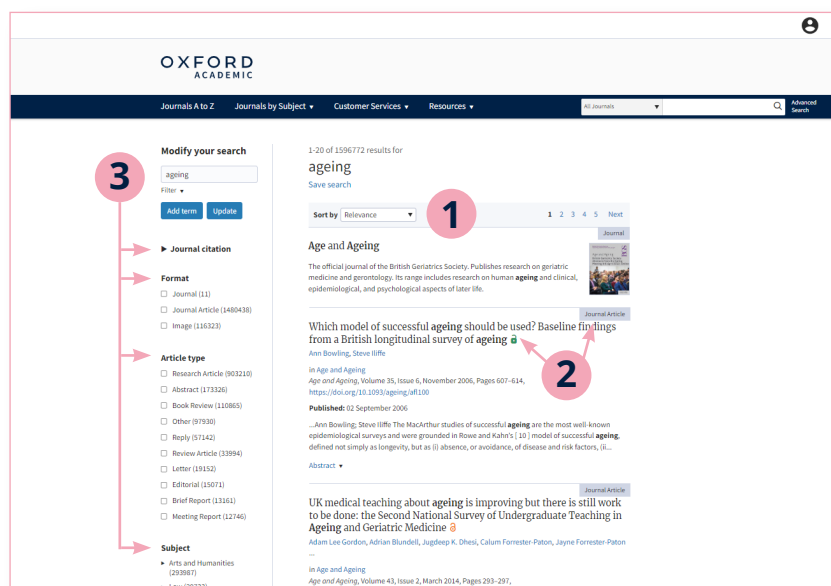 OXFORD
ACADEMIC
Journals A to Z Journals by Subject ▾ Customer Services ▾ Resources ▾ All Journals ▾ Advanced Search
Modify your search
3
ageing
Filter ▾
Add term Update
▶ Journal citation
Format
Journal (11)
Journal Article (1480438)
Image (116323)
Article type
Research Article (903210)
Abstract (173326)
Book Review (110865)
Other (97930)
Reply (57142)
Review Article (33994)
Letter (19152)
Editorial (15071)
Brief Report (13161)
Meeting Report (12746)
Subject
▸ Arts and Humanities
(293987)
1-20 of 1596772 results for
ageing
Save search
Sort by Relevance ▾ 1 1 2 3 4 5 Next
Journal
Age and Ageing
The official journal of the British Geriatrics Society. Publishes research on geriatric
medicine and gerontology. Its range includes research on human ageing and clinical,
epidemiological, and psychological aspects of later life.
Journal Article
Which model of successful ageing should be used? Baseline findings
from a British longitudinal survey of ageing
2
Ann Bowling, Steve Iliffe
in Age and Ageing
Age and Ageing, Volume 35, Issue 6, November 2006, Pages 607–614,
https://doi.org/10.1093/ageing/afl100
Published: 02 September 2006
...Ann Bowling; Steve Iliffe The MacArthur studies of successful ageing are the most well-known
epidemiological surveys and were grounded in Rowe and Kahn's [ 10 ] model of successful ageing,
defined not simply as longevity, but as (i) absence, or avoidance, of disease and risk factors, (ii...
Abstract ▾
Journal Article
UK medical teaching about ageing is improving but there is still work
to be done: the Second National Survey of Undergraduate Teaching in
Ageing and Geriatric Medicine
Adam Lee Gordon, Adrian Blundell, Jugdeep K. Dhesi, Calum Forrester-Paton, Jayne Forrester-Paton
...
in Age and Ageing
Age and Ageing, Volume 43, Issue 2, March 2014, Pages 293–297,